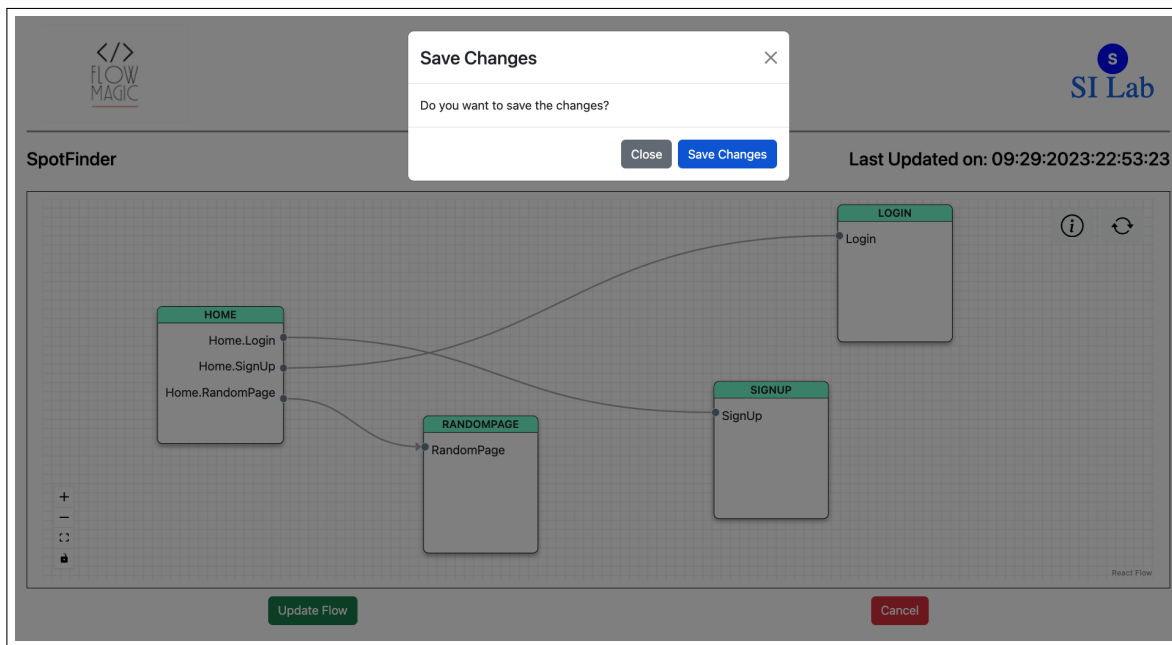 </>
FLOW
MAGIC
Save Changes
Do you want to save the changes?
Close Save Changes
S
SI Lab
SpotFinder
Last Updated on: 09:29:2023:22:53:23
LOGIN
Login
HOME
Home.Login
Home.SignUp
Home.RandomPage
RANDOMPAGE
RandomPage
SIGNUP
SignUp
React Flow
Update Flow
Cancel